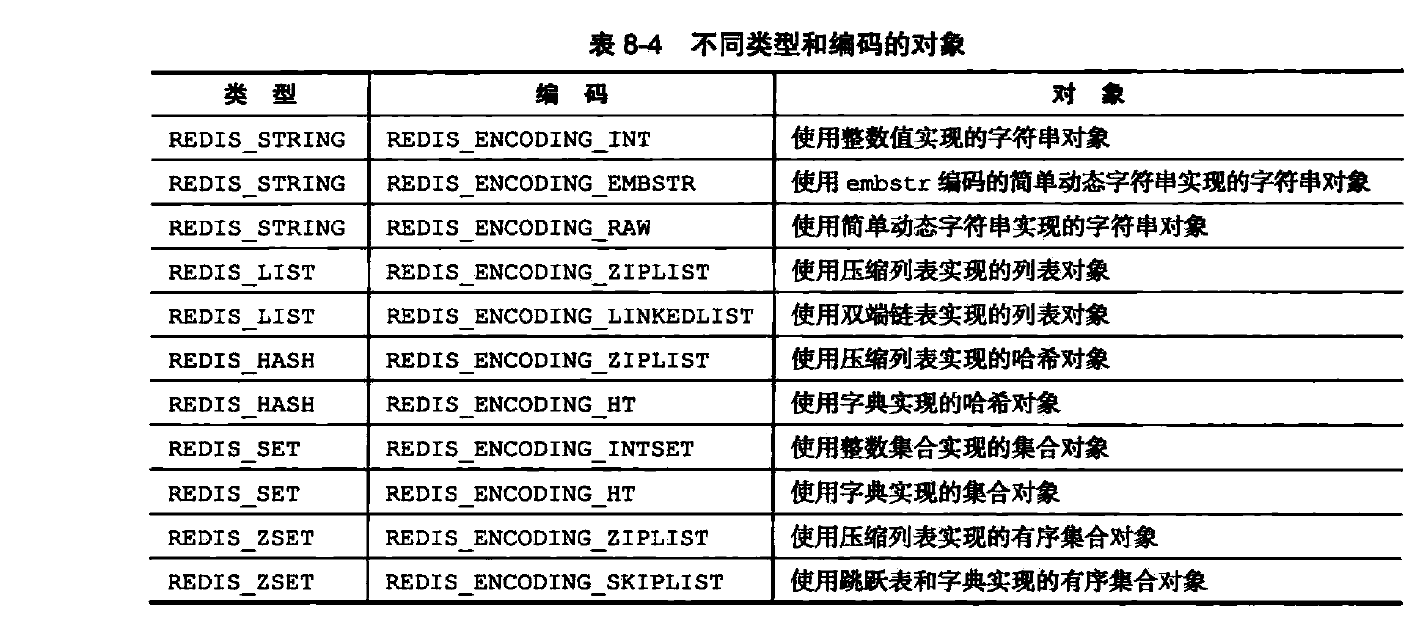 表 8-4 不同类型和编码的对象
类 型 编 码 对 象
REDIS_STRING REDIS_ENCODING_INT 使用整数值实现的字符串对象
REDIS_STRING REDIS_ENCODING_EMBSTR 使用 embstr 编码的简单动态字符串实现的字符串对象
REDIS_STRING REDIS_ENCODING_RAW 使用简单动态字符串实现的字符串对象
REDIS_LIST REDIS_ENCODING_ZIPLIST 使用压缩列表实现的列表对象
REDIS_LIST REDIS_ENCODING_LINKEDLIST 使用双端链表实现的列表对象
REDIS_HASH REDIS_ENCODING_ZIPLIST 使用压缩列表实现的哈希对象
REDIS_HASH REDIS_ENCODING_HT 使用字典实现的哈希对象
REDIS_SET REDIS_ENCODING_INTSET 使用整数集合实现的集合对象
REDIS_SET REDIS_ENCODING_HT 使用字典实现的集合对象
REDIS_ZSET REDIS_ENCODING_ZIPLIST 使用压缩列表实现的有序集合对象
REDIS_ZSET REDIS_ENCODING_SKIPLIST 使用跳跃表和字典实现的有序集合对象